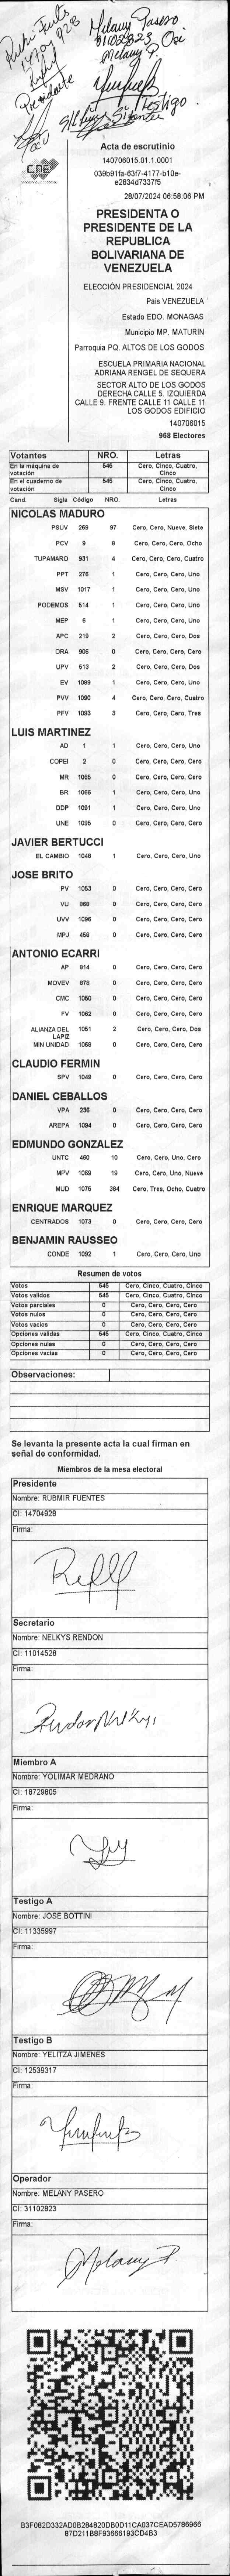 Melany Pasero
31102823 Ope
Melany P.
Presidente
Testigo
CNE
Acta de escrutinio
140706015.01.1.0001
039b91fa-63f7-4177-b10e-
e2834d7337f5
28/07/2024 06:58:06 PM
PRESIDENTA O
PRESIDENTE DE LA
REPUBLICA
BOLIVARIANA DE
VENEZUELA
ELECCIÓN PRESIDENCIAL 2024
País VENEZUELA
Estado EDO. MONAGAS
Municipio MP. MATURIN
Parroquia PQ. ALTOS DE LOS GODOS
ESCUELA PRIMARIA NACIONAL
ADRIANA RENGEL DE SEQUERA
SECTOR ALTO DE LOS GODOS
DERECHA CALLE 5. IZQUIERDA
CALLE 9. FRENTE CALLE 11 CALLE 11
LOS GODOS EDIFICIO
140706015
968 Electores
Votantes NRO. Letras
En la máquina de votación 545 Cero, Cinco, Cuatro, Cinco
En el cuaderno de votación 545 Cero, Cinco, Cuatro, Cinco
Cand. Sigla Código NRO. Letras
NICOLAS MADURO
PSUV 269 97 Cero, Cero, Nueve, Siete
PCV 9 8 Cero, Cero, Cero, Ocho
TUPAMARO 931 4 Cero, Cero, Cero, Cuatro
PPT 276 1 Cero, Cero, Cero, Uno
MSV 1017 1 Cero, Cero, Cero, Uno
PODEMOS 514 1 Cero, Cero, Cero, Uno
MEP 6 1 Cero, Cero, Cero, Uno
APC 219 2 Cero, Cero, Cero, Dos
ORA 906 0 Cero, Cero, Cero, Cero
UPV 513 2 Cero, Cero, Cero, Dos
EV 1089 1 Cero, Cero, Cero, Uno
PVV 1090 4 Cero, Cero, Cero, Cuatro
PFV 1093 3 Cero, Cero, Cero, Tres
LUIS MARTINEZ
AD 1 1 Cero, Cero, Cero, Uno
COPEI 2 0 Cero, Cero, Cero, Cero
MR 1055 0 Cero, Cero, Cero, Cero
BR 1066 1 Cero, Cero, Cero, Uno
DDP 1091 1 Cero, Cero, Cero, Uno
UNE 1095 0 Cero, Cero, Cero, Cero
JAVIER BERTUCCI
EL CAMBIO 1048 1 Cero, Cero, Cero, Uno
JOSE BRITO
PV 1053 0 Cero, Cero, Cero, Cero
VU 868 0 Cero, Cero, Cero, Cero
UVV 1096 0 Cero, Cero, Cero, Cero
MPJ 458 0 Cero, Cero, Cero, Cero
ANTONIO ECARRI
AP 814 0 Cero, Cero, Cero, Cero
MOVEV 878 0 Cero, Cero, Cero, Cero
CMC 1050 0 Cero, Cero, Cero, Cero
FV 1062 0 Cero, Cero, Cero, Cero
ALIANZA DEL LAPIZ 1051 2 Cero, Cero, Cero, Dos
MIN UNIDAD 1068 0 Cero, Cero, Cero, Cero
CLAUDIO FERMIN
SPV 1049 0 Cero, Cero, Cero, Cero
DANIEL CEBALLOS
VPA 236 0 Cero, Cero, Cero, Cero
AREPA 1094 0 Cero, Cero, Cero, Cero
EDMUNDO GONZALEZ
UNTC 460 10 Cero, Cero, Uno, Cero
MPV 1069 19 Cero, Cero, Uno, Nueve
MUD 1075 384 Cero, Tres, Ocho, Cuatro
ENRIQUE MARQUEZ
CENTRADOS 1073 0 Cero, Cero, Cero, Cero
BENJAMIN RAUSSEO
CONDE 1092 1 Cero, Cero, Cero, Uno
Resumen de votos
Votos 545 Cero, Cinco, Cuatro, Cinco
Votos validos 545 Cero, Cinco, Cuatro, Cinco
Votos parciales 0 Cero, Cero, Cero, Cero
Votos nulos 0 Cero, Cero, Cero, Cero
Votos vacios 0 Cero, Cero, Cero, Cero
Opciones validas 545 Cero, Cinco, Cuatro, Cinco
Opciones nulas 0 Cero, Cero, Cero, Cero
Opciones vacias 0 Cero, Cero, Cero, Cero
Observaciones:
Se levanta la presente acta la cual firman en
señal de conformidad.
Miembros de la mesa electoral
Presidente
Nombre: RUBMIR FUENTES
CI: 14704928
Firma:
Secretario
Nombre: NELKYS RENDON
CI: 11014528
Firma:
Rendon Nelkys
Miembro A
Nombre: YOLIMAR MEDRANO
CI: 18729805
Firma:
Testigo A
Nombre: JOSE BOTTINI
CI: 11335997
Firma:
Testigo B
Nombre: YELITZA JIMENES
CI: 12539317
Firma:
Operador
Nombre: MELANY PASERO
CI: 31102823
Firma:
Melany P
B3F082D332AD0B284820DB0D11CA037CEAD5786966
87D211B8F93666193CD4B3